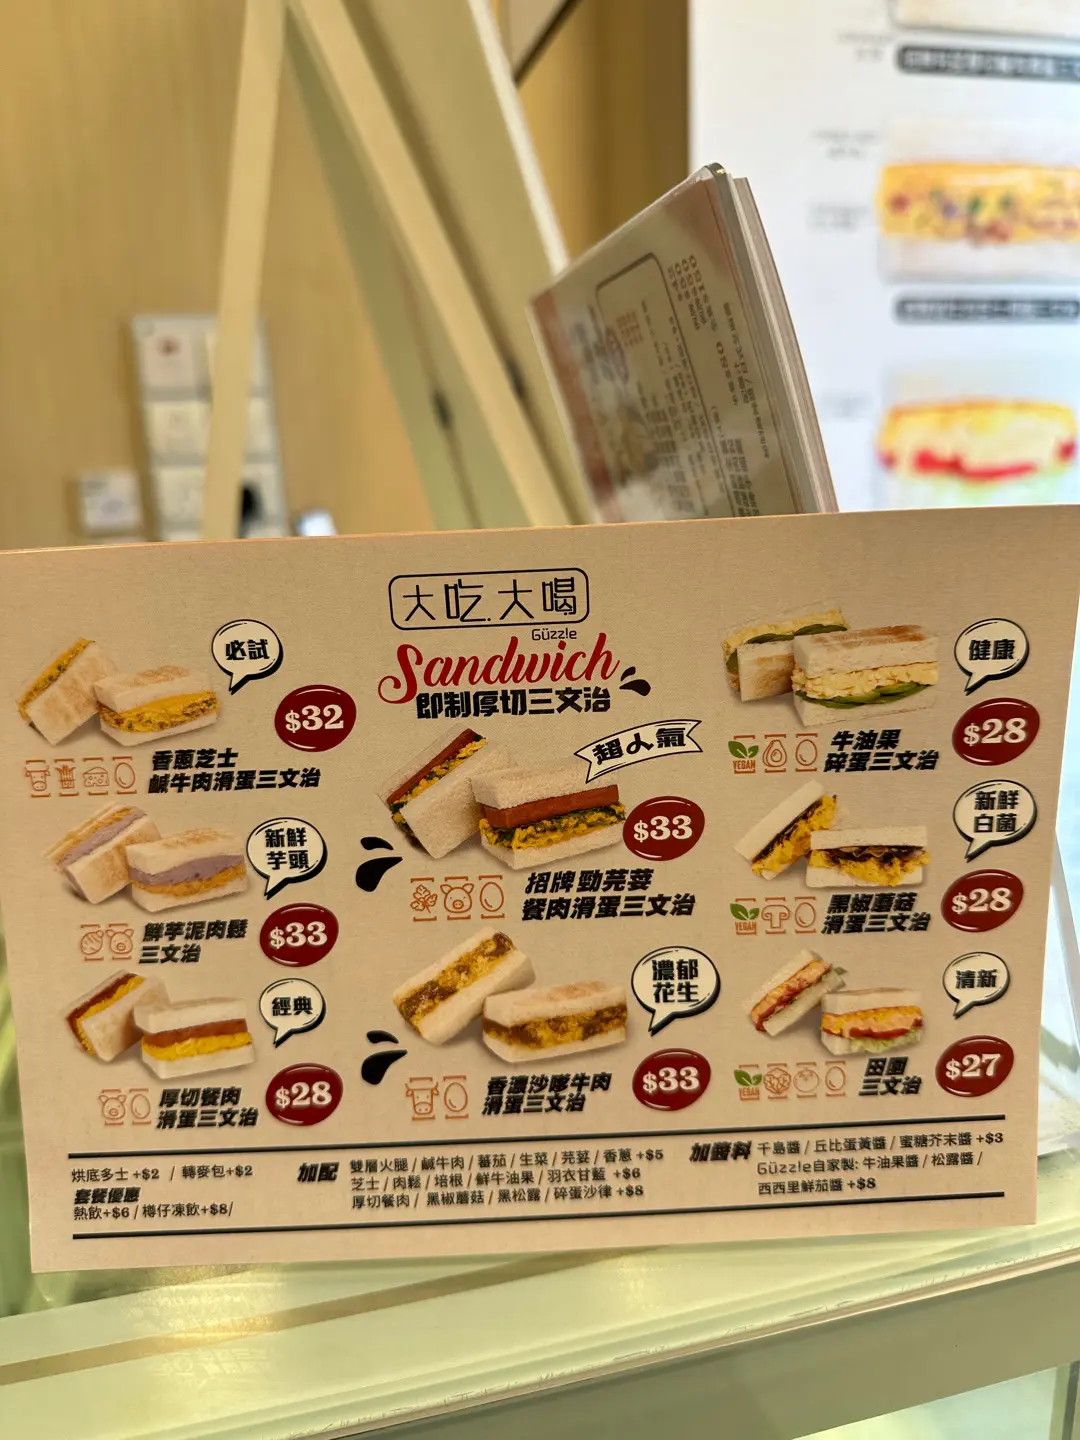 大吃.大喝
Güzzle
Sandwich
即制厚切三文治
必試
$32
香蔥芝士
鹹牛肉滑蛋三文治
新鮮
芋頭
$33
鮮芋泥肉鬆
三文治
經典
$28
厚切餐肉
滑蛋三文治
超人氣
$33
招牌勁芫荽
餐肉滑蛋三文治
濃郁
花生
$33
香濃沙嗲牛肉
滑蛋三文治
健康
$28
VEGAN
牛油果
碎蛋三文治
新鮮
白菌
$28
VEGAN
黑椒蘑菇
滑蛋三文治
清新
$27
VEGAN
田園
三文治
烘底多士 +$2 / 轉麥包+$2
套餐優惠
熱飲+$6 / 樽仔凍飲+$8/
加配
雙層火腿 / 鹹牛肉 / 蕃茄 / 生菜 / 芫荽 / 香蔥 +$5
芝士 / 肉鬆 / 培根 / 鮮牛油果 / 羽衣甘藍 +$6
厚切餐肉 / 黑椒蘑菇 / 黑松露 / 碎蛋沙律 +$8
加醬料
千島醬 / 丘比蛋黃醬 / 蜜糖芥末醬 +$3
Güzzle自家製: 牛油果醬 / 松露醬 /
西西里鮮茄醬 +$8